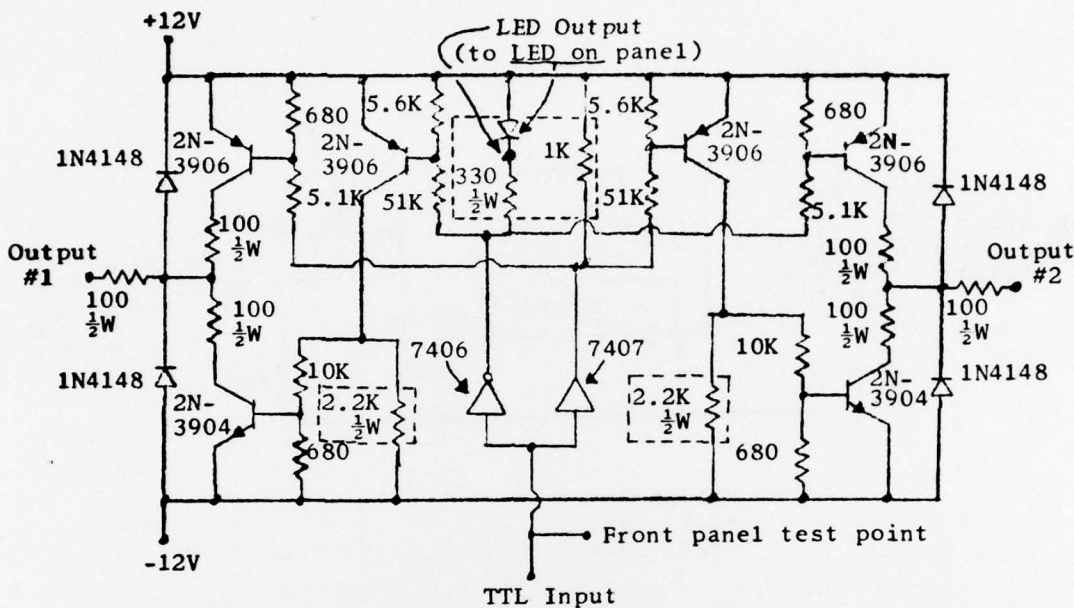 +12V
LED Output
(to LED on panel)
680
5.6K
5.6K
680
2N-
3906
2N-
3906
1K
2N-
3906
2N-
3906
1N4148
1N4148
330
½W
5.1K
51K
51K
5.1K
100
½W
100
½W
Output
#1
Output
#2
100
½W
100
½W
100
½W
100
½W
7406
7407
10K
10K
1N4148
1N4148
2N-
3904
2.2K
½W
2.2K
½W
2N-
3904
680
680
-12V
Front panel test point
TTL Input